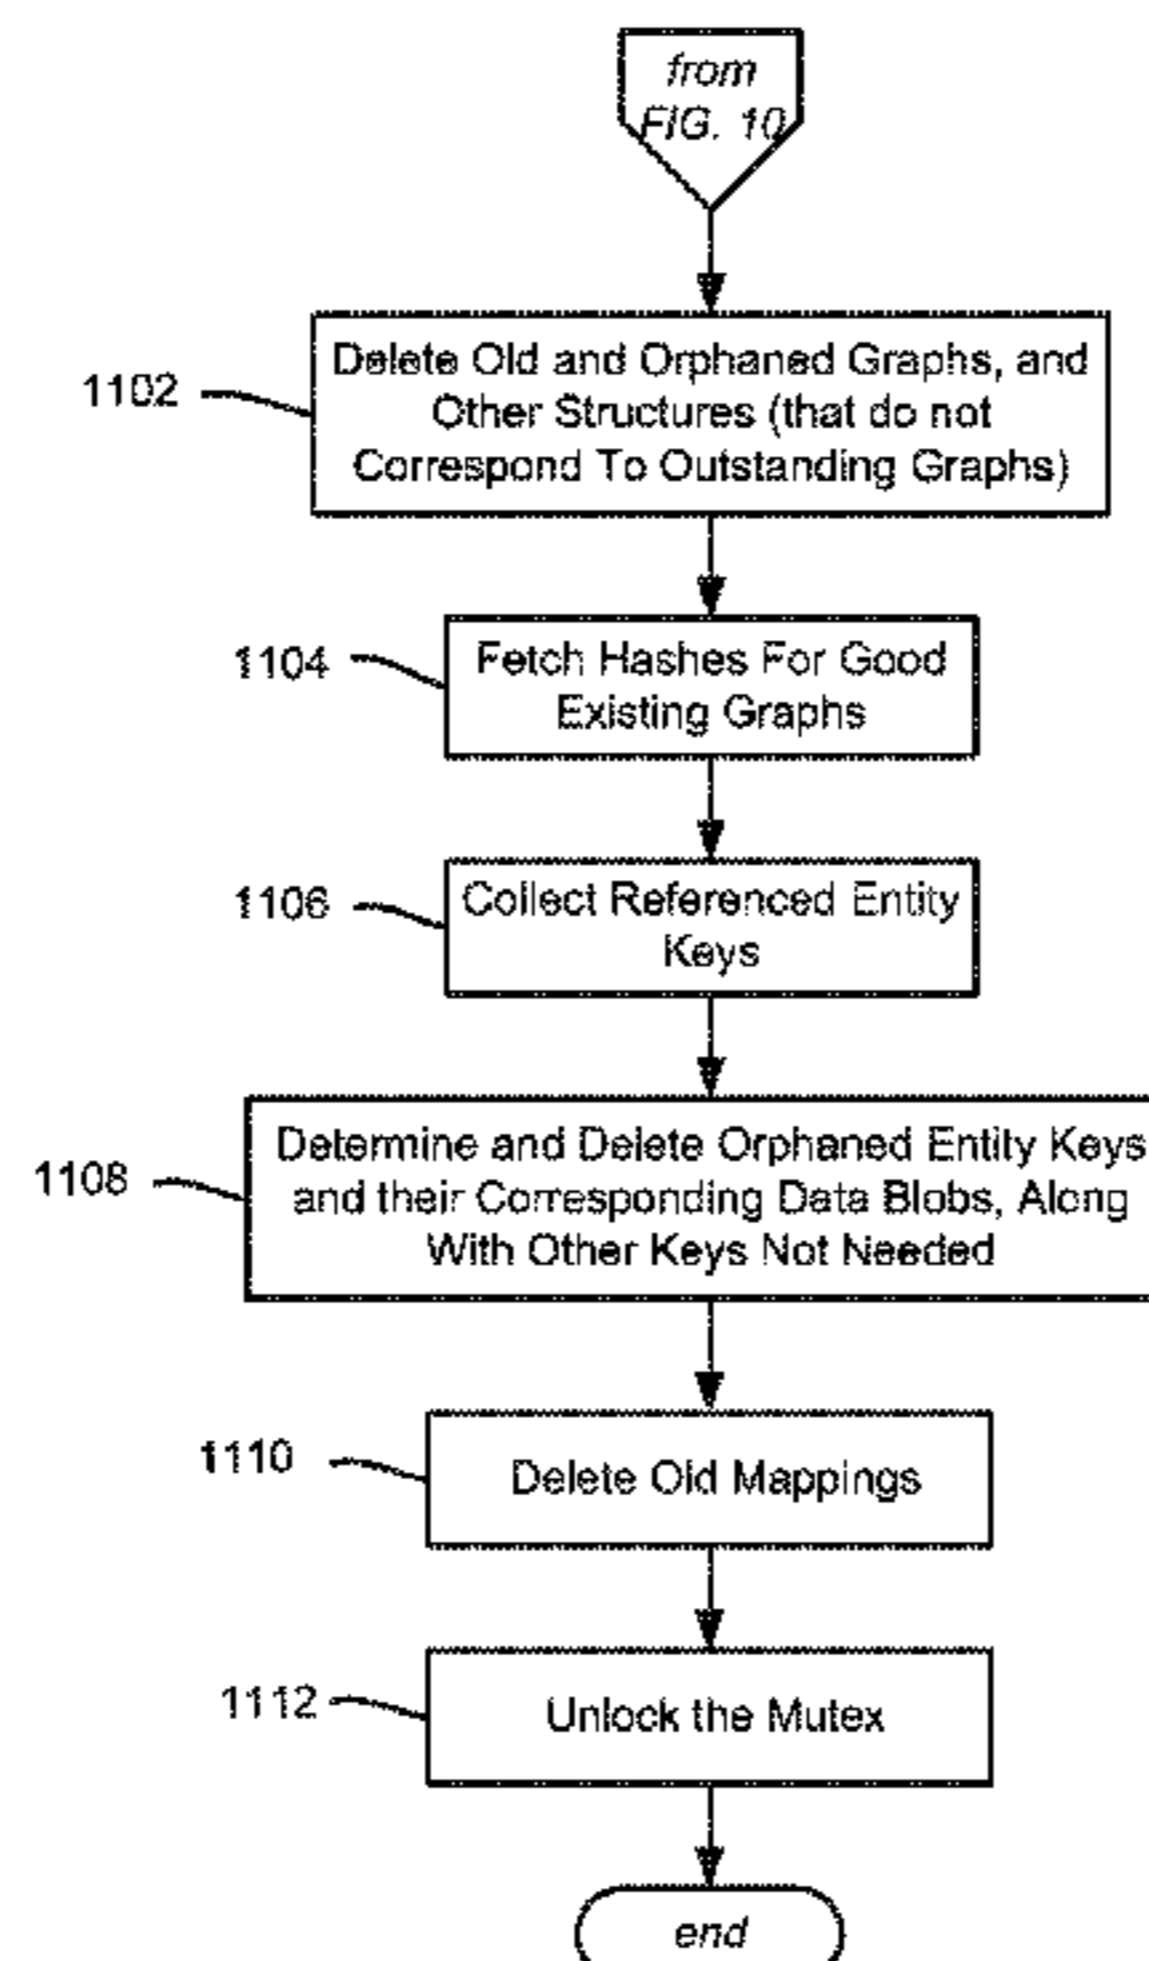 from
FIG. 10
1102
Delete Old and Orphaned Graphs, and
Other Structures (that do not
Correspond To Outstanding Graphs)
1104
Fetch Hashes For Good
Existing Graphs
1106
Collect Referenced Entity
Keys
1108
Determine and Delete Orphaned Entity Keys
and their Corresponding Data Blobs, Along
With Other Keys Not Needed
1110
Delete Old Mappings
1112
Unlock the Mutex
end